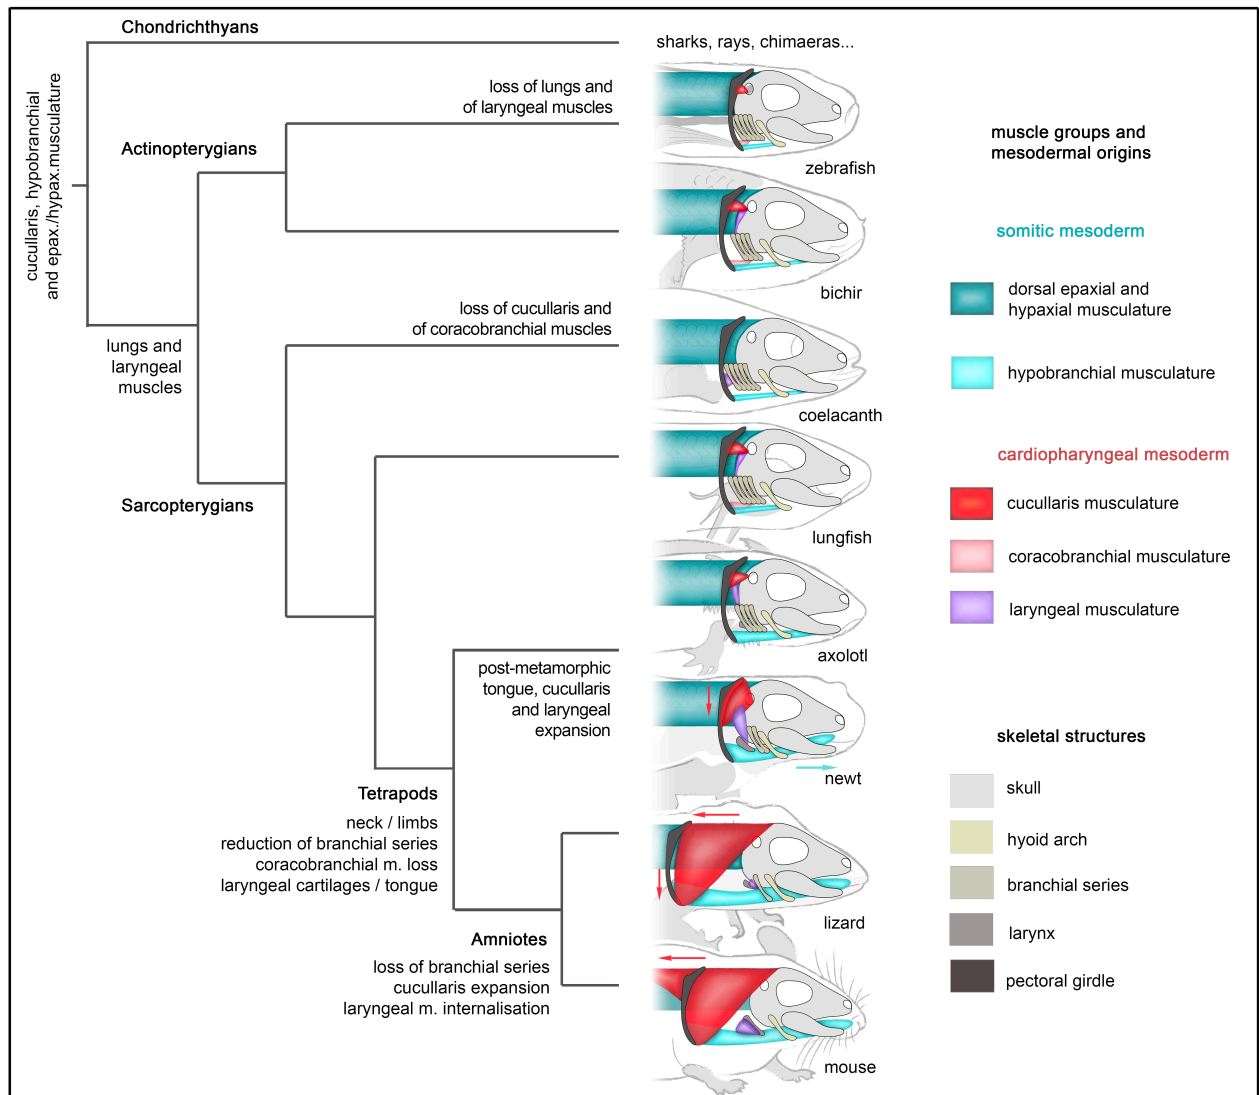 Chondrichthyans
sharks, rays, chimaeras...
cucullaris, hypobranchial
and epax./hypax.musculature
loss of lungs and
of laryngeal muscles
Actinopterygians
zebrafish
bichir
lungs and
laryngeal
muscles
loss of cucullaris and
of coracobranchial muscles
coelacanth
Sarcopterygians
lungfish
axolotl
post-metamorphic
tongue, cucullaris
and laryngeal
expansion
newt
Tetrapods
neck / limbs
reduction of branchial series
coracobranchial m. loss
laryngeal cartilages / tongue
lizard
Amniotes
loss of branchial series
cucullaris expansion
laryngeal m. internalisation
mouse
muscle groups and
mesodermal origins
somitic mesoderm
dorsal epaxial and
hypaxial musculature
hypobranchial musculature
cardiopharyngeal mesoderm
cucullaris musculature
coracobranchial musculature
laryngeal musculature
skeletal structures
skull
hyoid arch
branchial series
larynx
pectoral girdle